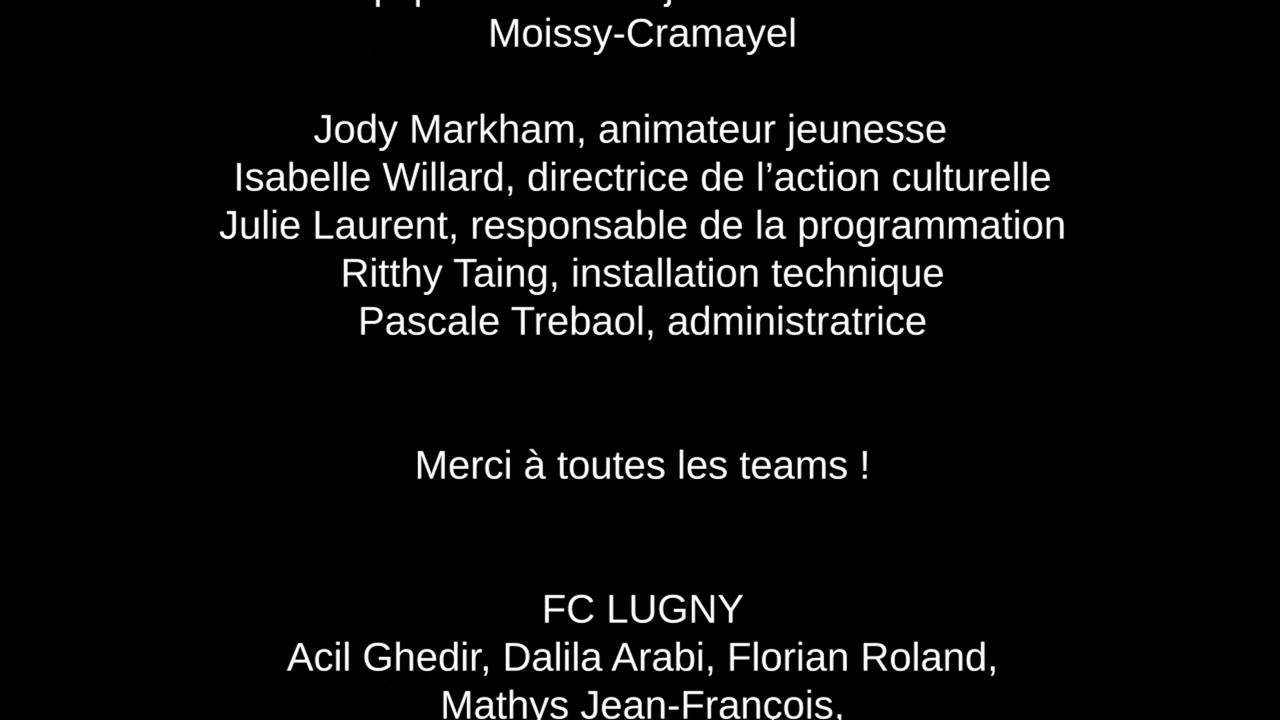 Moissy-Cramayel
Jody Markham, animateur jeunesse
Isabelle Willard, directrice de l’action culturelle
Julie Laurent, responsable de la programmation
Ritthy Taing, installation technique
Pascale Trebaol, administratrice
Merci à toutes les teams !
FC LUGNY
Acil Ghedir, Dalila Arabi, Florian Roland,
Mathys Jean-François,